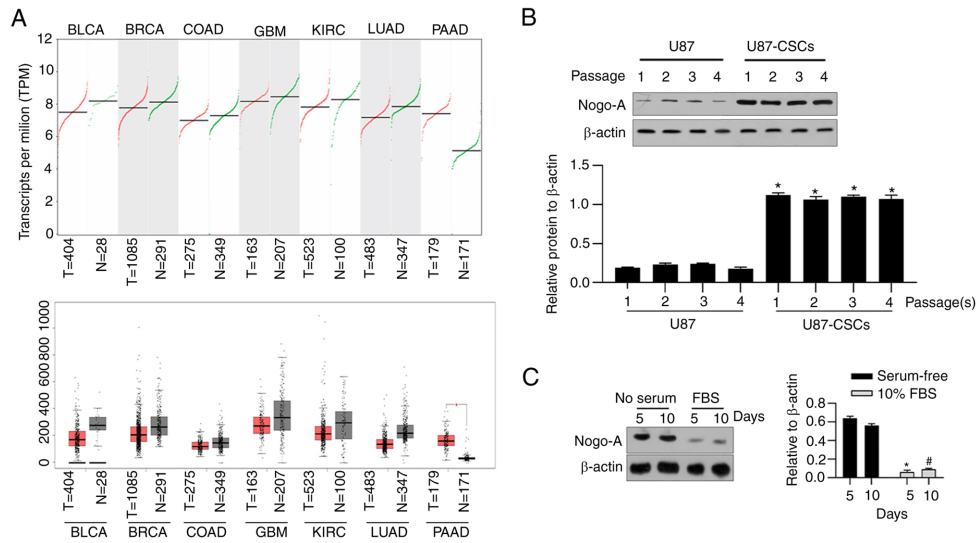 A
BLCA BRCA COAD GBM KIRC LUAD PAAD
Transcripts per milion (TPM)
12
10
8
6
4
2
0
T=404 N=28 T=1085 N=291 T=275 N=349 T=163 N=207 T=523 N=100 T=483 N=347 T=179 N=171
1000
800
600
400
200
0
T=404 N=28 T=1085 N=291 T=275 N=349 T=163 N=207 T=523 N=100 T=483 N=347 T=179 N=171
BLCA BRCA COAD GBM KIRC LUAD PAAD
B
U87 U87-CSCs
Passage 1 2 3 4 1 2 3 4
Nogo-A
β-actin
Relative protein to β-actin
1.5
1.0
0.5
0.0
* * * *
1 2 3 4 1 2 3 4 Passage(s)
U87 U87-CSCs
C
No serum FBS
5 10 5 10 Days
Nogo-A
β-actin
Serum-free
10% FBS
Relative to β-actin
0.8
0.6
0.4
0.2
0.0
* #
5 10 5 10
Days